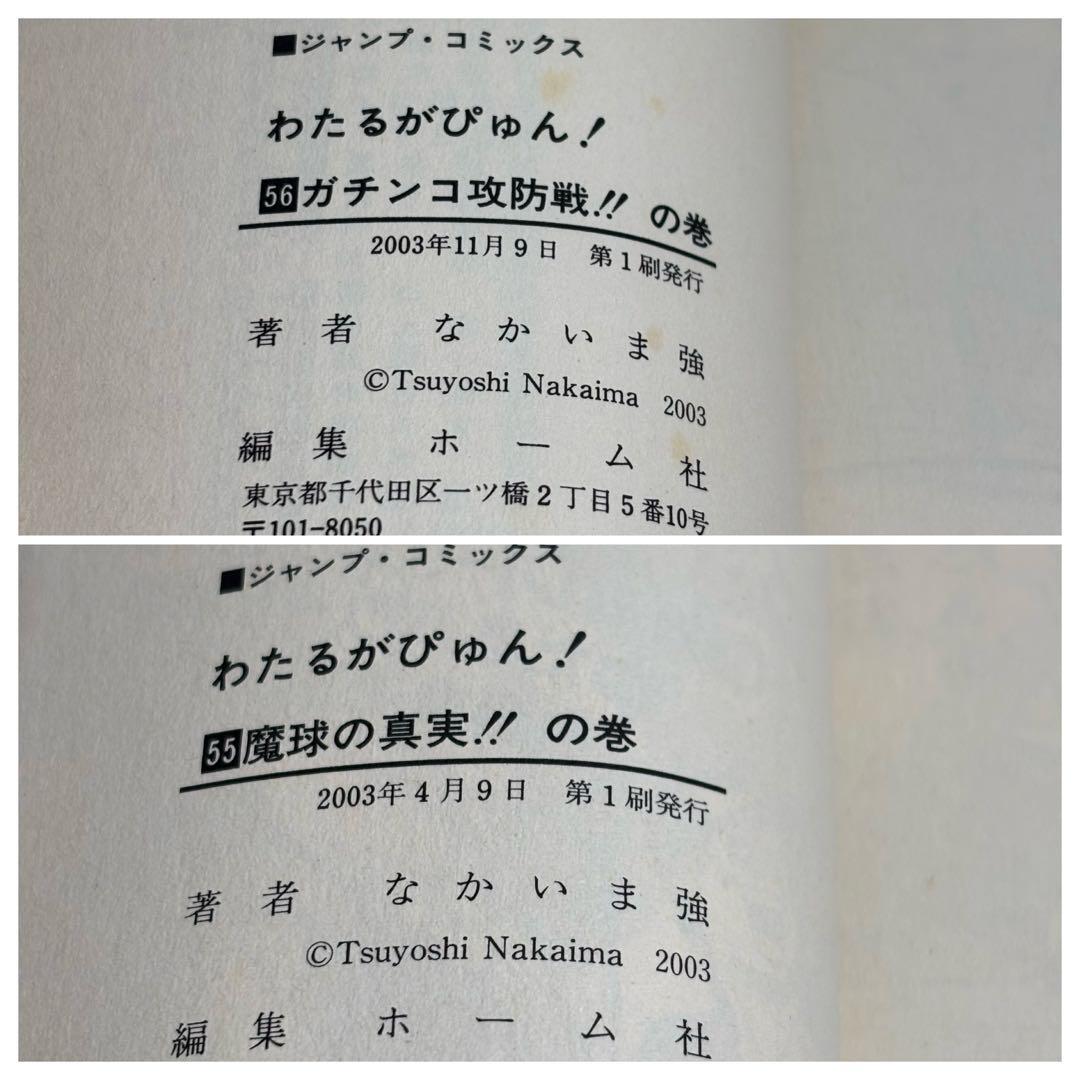 ■ジャンプ・コミックス
わたるがぴゅん!
56ガチンコ攻防戦!! の巻
2003年11月9日 第1刷発行
著者 なかいま強
©Tsuyoshi Nakaima 2003
編集 ホーム社
東京都千代田区一ツ橋2丁目5番10号
〒101-8050
■ジャンプ・コミックス
わたるがぴゅん!
55魔球の真実!! の巻
2003年4月9日 第1刷発行
著者 なかいま強
©Tsuyoshi Nakaima 2003
編集 ホーム社